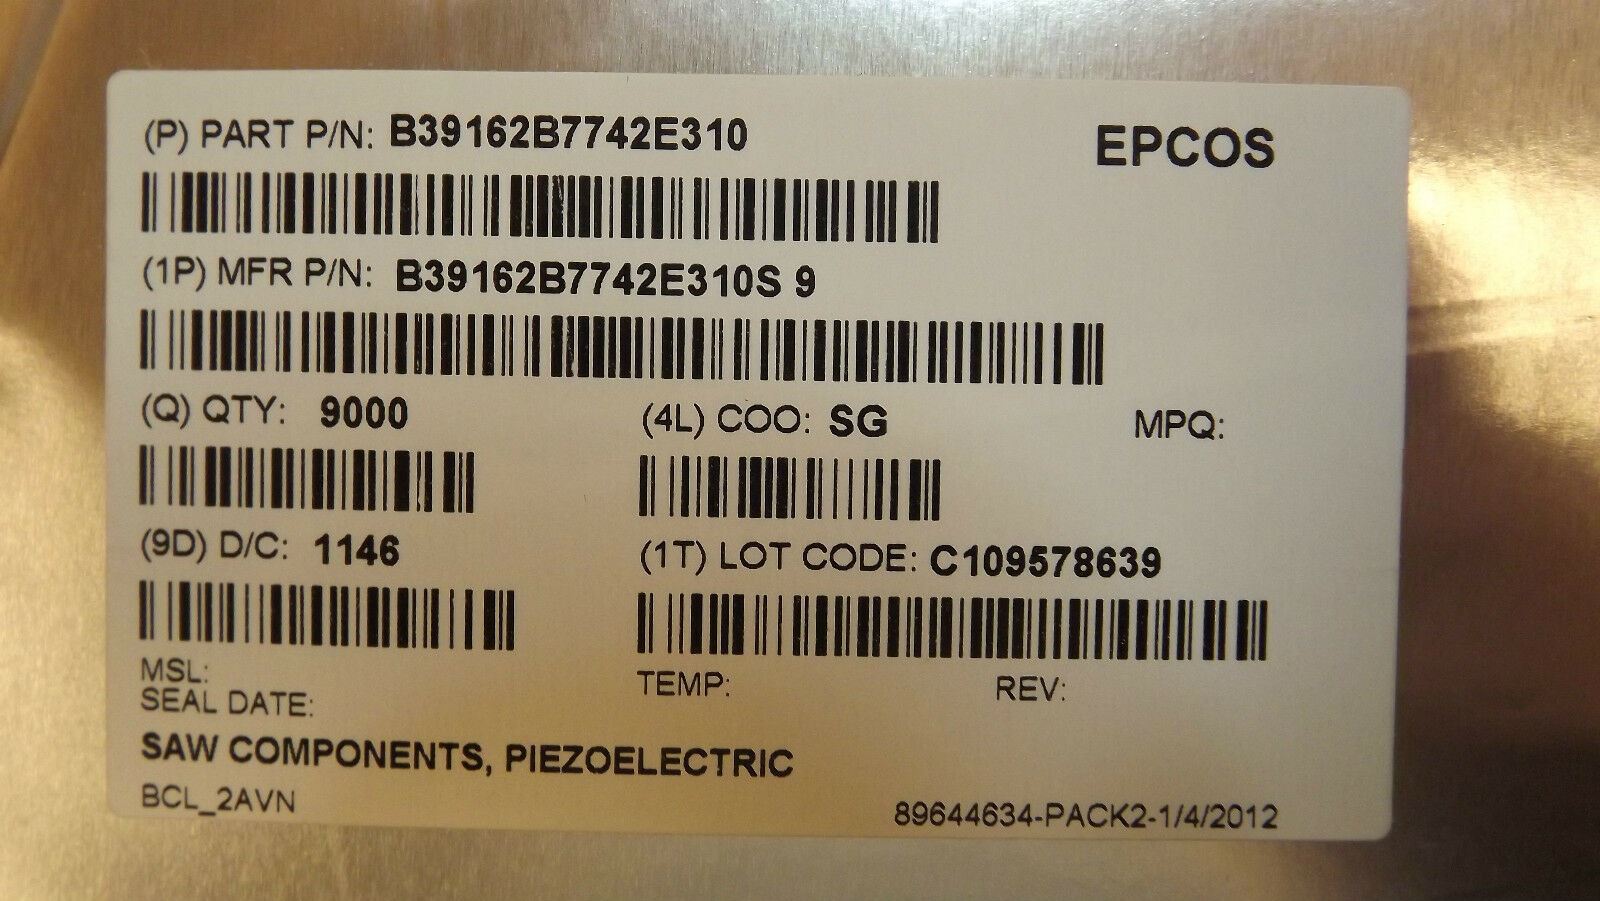 (P) PART P/N: B39162B7742E310
EPCOS
(1P) MFR P/N: B39162B7742E310S 9
(Q) QTY: 9000
(4L) COO: SG
MPQ:
(9D) D/C: 1146
(1T) LOT CODE: C109578639
MSL:
TEMP:
REV:
SEAL DATE:
SAW COMPONENTS, PIEZOELECTRIC
BCL_2AVN
89644634-PACK2-1/4/2012